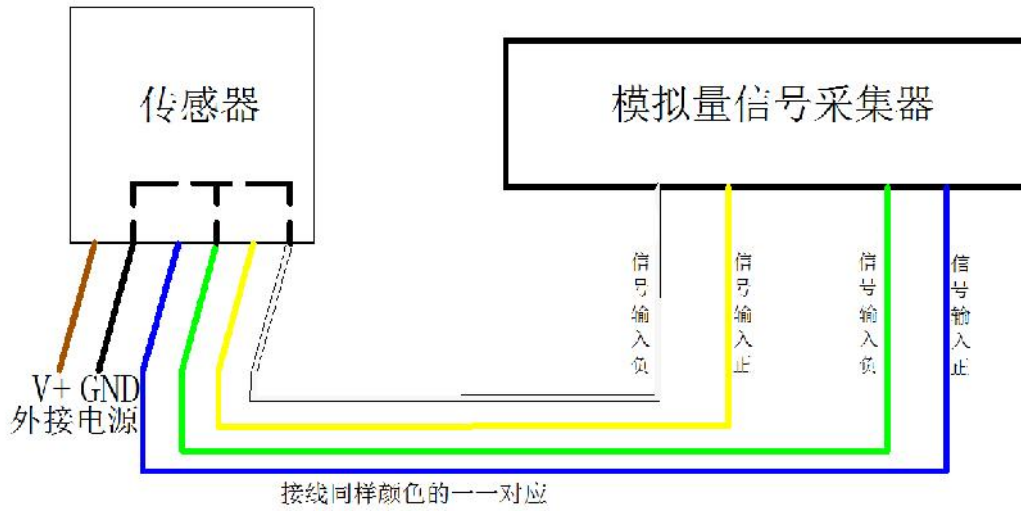 传感器
模拟量信号采集器
信号输入负
信号输入正
信号输入负
信号输入正
V+ GND
外接电源
接线同样颜色的一一对应